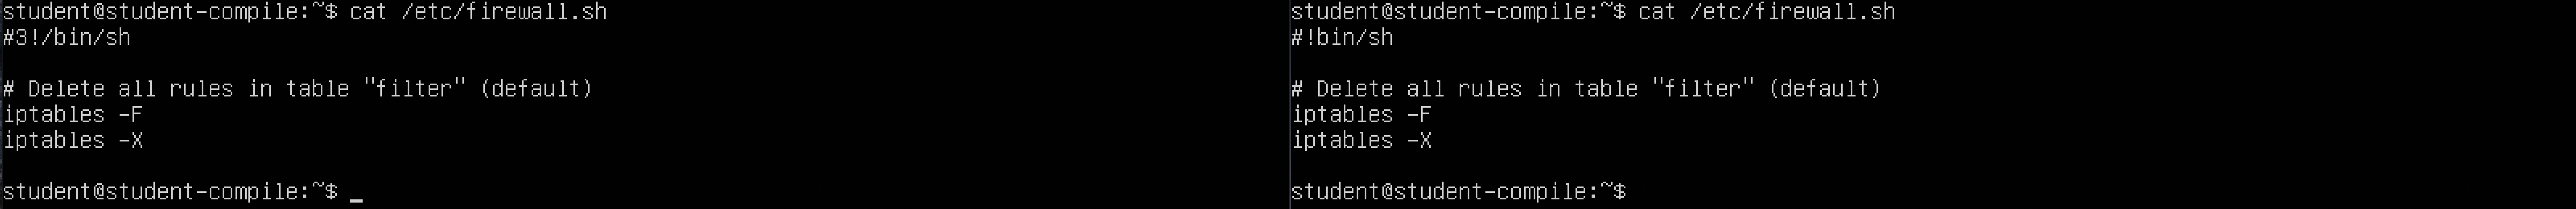 student@student-compile:~$ cat /etc/firewall.sh
#3!/bin/sh
# Delete all rules in table "filter" (default)
iptables -F
iptables -X
student@student-compile:~$ _
student@student-compile:~$ cat /etc/firewall.sh
#!bin/sh
# Delete all rules in table "filter" (default)
iptables -F
iptables -X
student@student-compile:~$